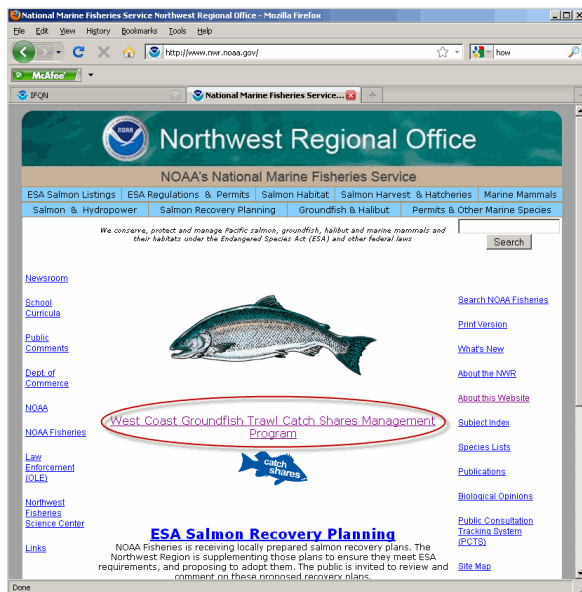 National Marine Fisheries Service Northwest Regional Office - Mozilla Firefox
File Edit View History Bookmarks Tools Help
http://www.nwr.noaa.gov/
how
McAfee
IFQN
National Marine Fisheries Service...
NOAA
Northwest Regional Office
NOAA's National Marine Fisheries Service
ESA Salmon Listings ESA Regulations & Permits Salmon Habitat Salmon Harvest & Hatcheries Marine Mammals
Salmon & Hydropower Salmon Recovery Planning Groundfish & Halibut Permits & Other Marine Species
We conserve, protect and manage Pacific salmon, groundfish, halibut and marine mammals and
their habitats under the Endangered Species Act (ESA) and other federal laws
Search
Newsroom
School
Curricula
Public
Comments
Dept. of
Commerce
NOAA
NOAA Fisheries
Law
Enforcement
(OLE)
Northwest
Fisheries
Science Center
Links
West Coast Groundfish Trawl Catch Shares Management
Program
catch
shares
ESA Salmon Recovery Planning
NOAA Fisheries is receiving locally prepared salmon recovery plans. The
Northwest Region is supplementing those plans to ensure they meet ESA
requirements, and proposing to adopt them. The public is invited to review and
comment on these proposed recovery plans.
Search NOAA Fisheries
Print Version
What's New
About the NWR
About this Website
Subject Index
Species Lists
Publications
Biological Opinions
Public Consultation
Tracking System
(PCTS)
Site Map
Done